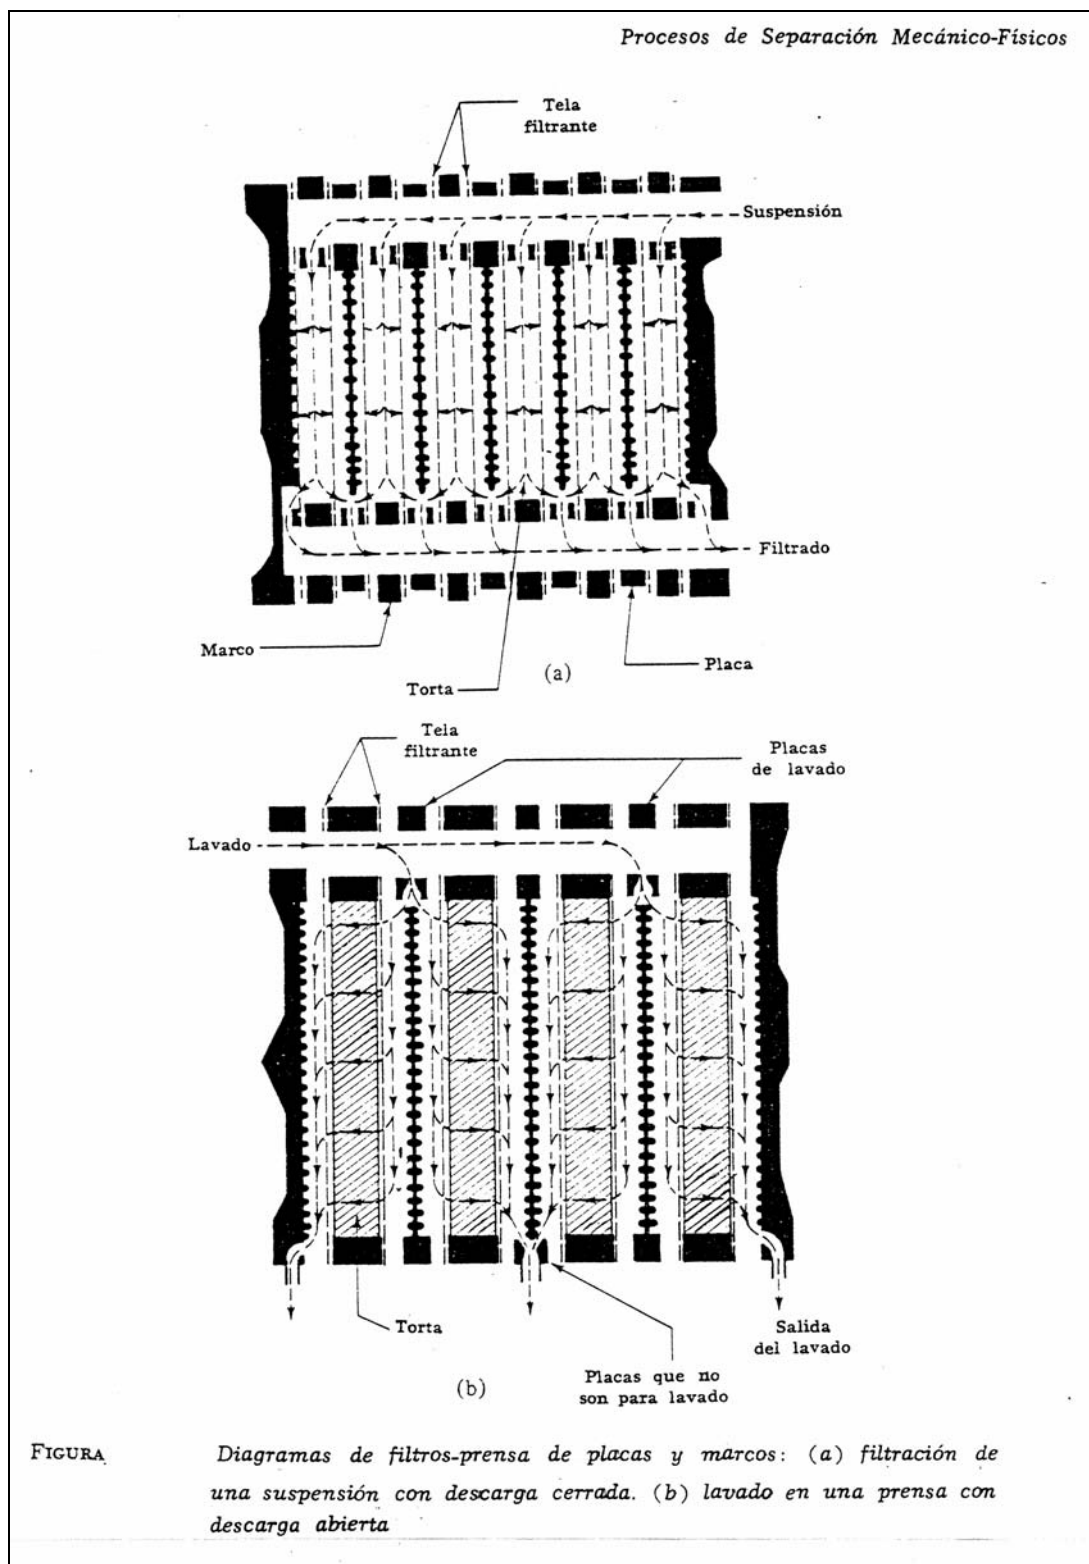 Procesos de Separación Mecánico-Físicos
Tela
filtrante
Suspensión
Filtrado
Marco
Placa
Torta
(a)
Tela
filtrante
Placas
de lavado
Lavado
Torta
Salida
del lavado
Placas que no
son para lavado
(b)
FIGURA
Diagramas de filtros-prensa de placas y marcos: (a) filtración de
una suspensión con descarga cerrada. (b) lavado en una prensa con
descarga abierta